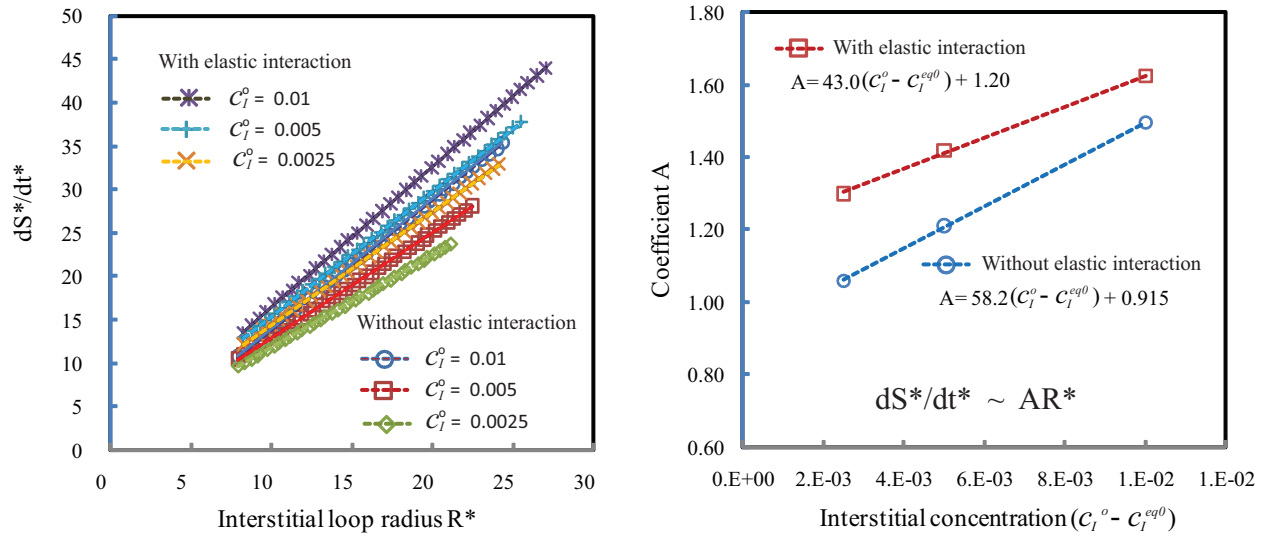 50
45
40
35
30
25
20
15
10
5
0
dS*/dt*
With elastic interaction
C_I^o = 0.01
C_I^o = 0.005
C_I^o = 0.0025
Without elastic interaction
C_I^o = 0.01
C_I^o = 0.005
C_I^o = 0.0025
0 5 10 15 20 25 30
Interstitial loop radius R*
1.80
1.60
1.40
1.20
1.00
0.80
0.60
Coefficient A
With elastic interaction
A= 43.0(C_I^o - C_I^{eq0}) + 1.20
Without elastic interaction
A= 58.2(C_I^o - C_I^{eq0}) + 0.915
dS*/dt* ~ AR*
0.E+00 2.E-03 4.E-03 6.E-03 8.E-03 1.E-02 1.E-02
Interstitial concentration (C_I^o - C_I^{eq0})